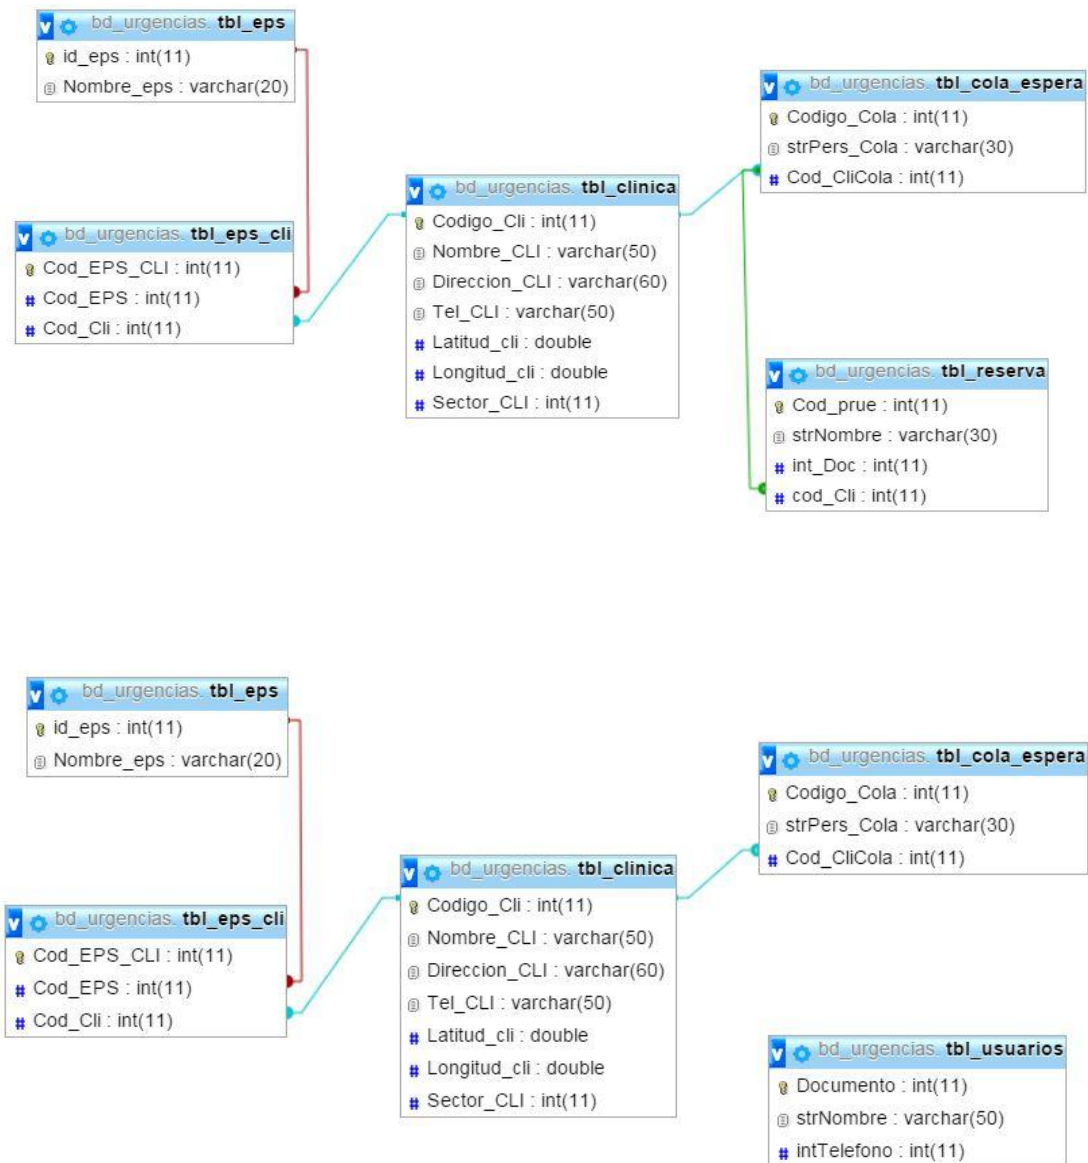 bd_urgencias. tbl_eps
id_eps : int(11)
Nombre_eps : varchar(20)
bd_urgencias. tbl_cola_espera
Codigo_Cola : int(11)
strPers_Cola : varchar(30)
Cod_CliCola : int(11)
bd_urgencias. tbl_clinica
Codigo_Cli : int(11)
Nombre_CLI : varchar(50)
Direccion_CLI : varchar(60)
Tel_CLI : varchar(50)
Latitud_cli : double
Longitud_cli : double
Sector_CLI : int(11)
bd_urgencias. tbl_eps_cli
Cod_EPS_CLI : int(11)
Cod_EPS : int(11)
Cod_Cli : int(11)
bd_urgencias. tbl_reserva
Cod_prue : int(11)
strNombre : varchar(30)
int_Doc : int(11)
cod_Cli : int(11)
bd_urgencias. tbl_eps
id_eps : int(11)
Nombre_eps : varchar(20)
bd_urgencias. tbl_cola_espera
Codigo_Cola : int(11)
strPers_Cola : varchar(30)
Cod_CliCola : int(11)
bd_urgencias. tbl_clinica
Codigo_Cli : int(11)
Nombre_CLI : varchar(50)
Direccion_CLI : varchar(60)
Tel_CLI : varchar(50)
Latitud_cli : double
Longitud_cli : double
Sector_CLI : int(11)
bd_urgencias. tbl_eps_cli
Cod_EPS_CLI : int(11)
Cod_EPS : int(11)
Cod_Cli : int(11)
bd_urgencias. tbl_usuarios
Documento : int(11)
strNombre : varchar(50)
intTelefono : int(11)